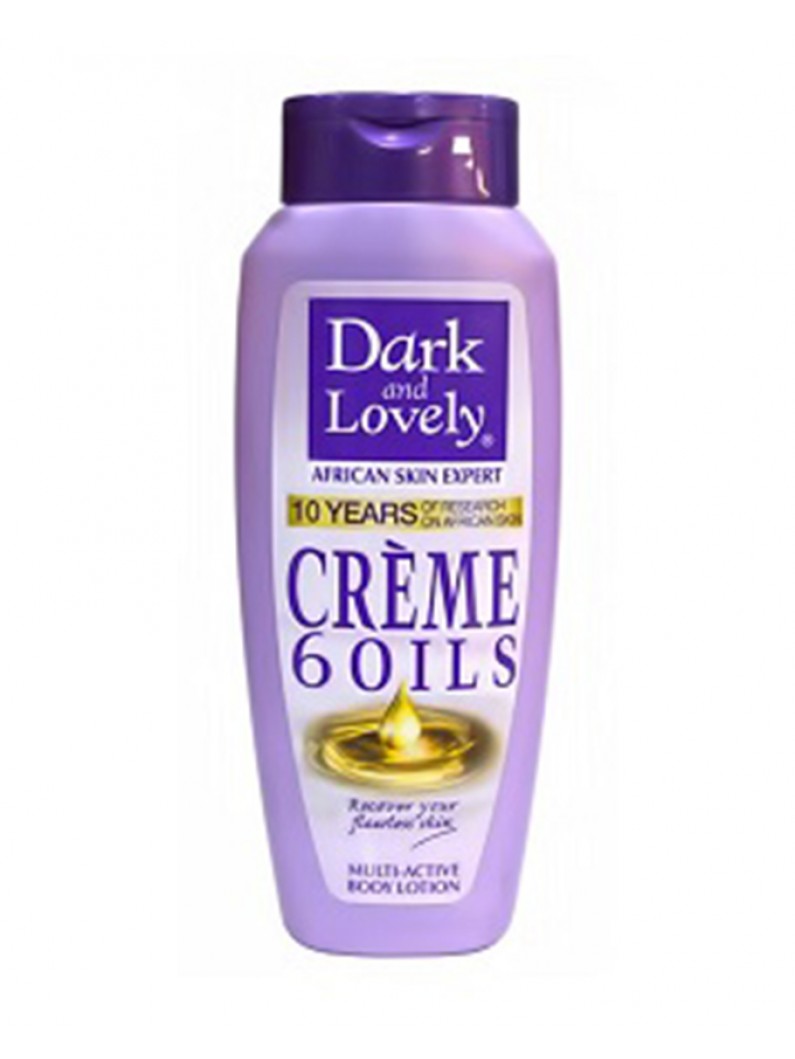 Dark
and
Lovely®
AFRICAN SKIN EXPERT
10 YEARS OF RESEARCH
ON AFRICAN SKIN
CRÈME
6 OILS
Recover your
flawless skin
MULTI-ACTIVE
BODY LOTION